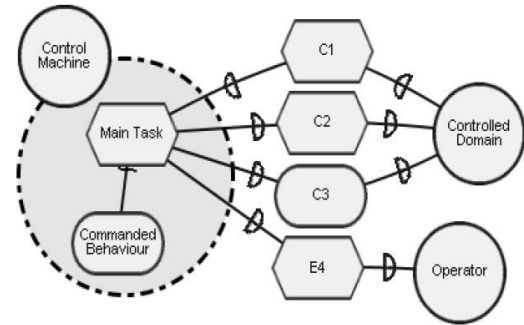 Control
Machine
C1
Main Task
C2
Controlled
Domain
C3
Commanded
Behaviour
E4
Operator